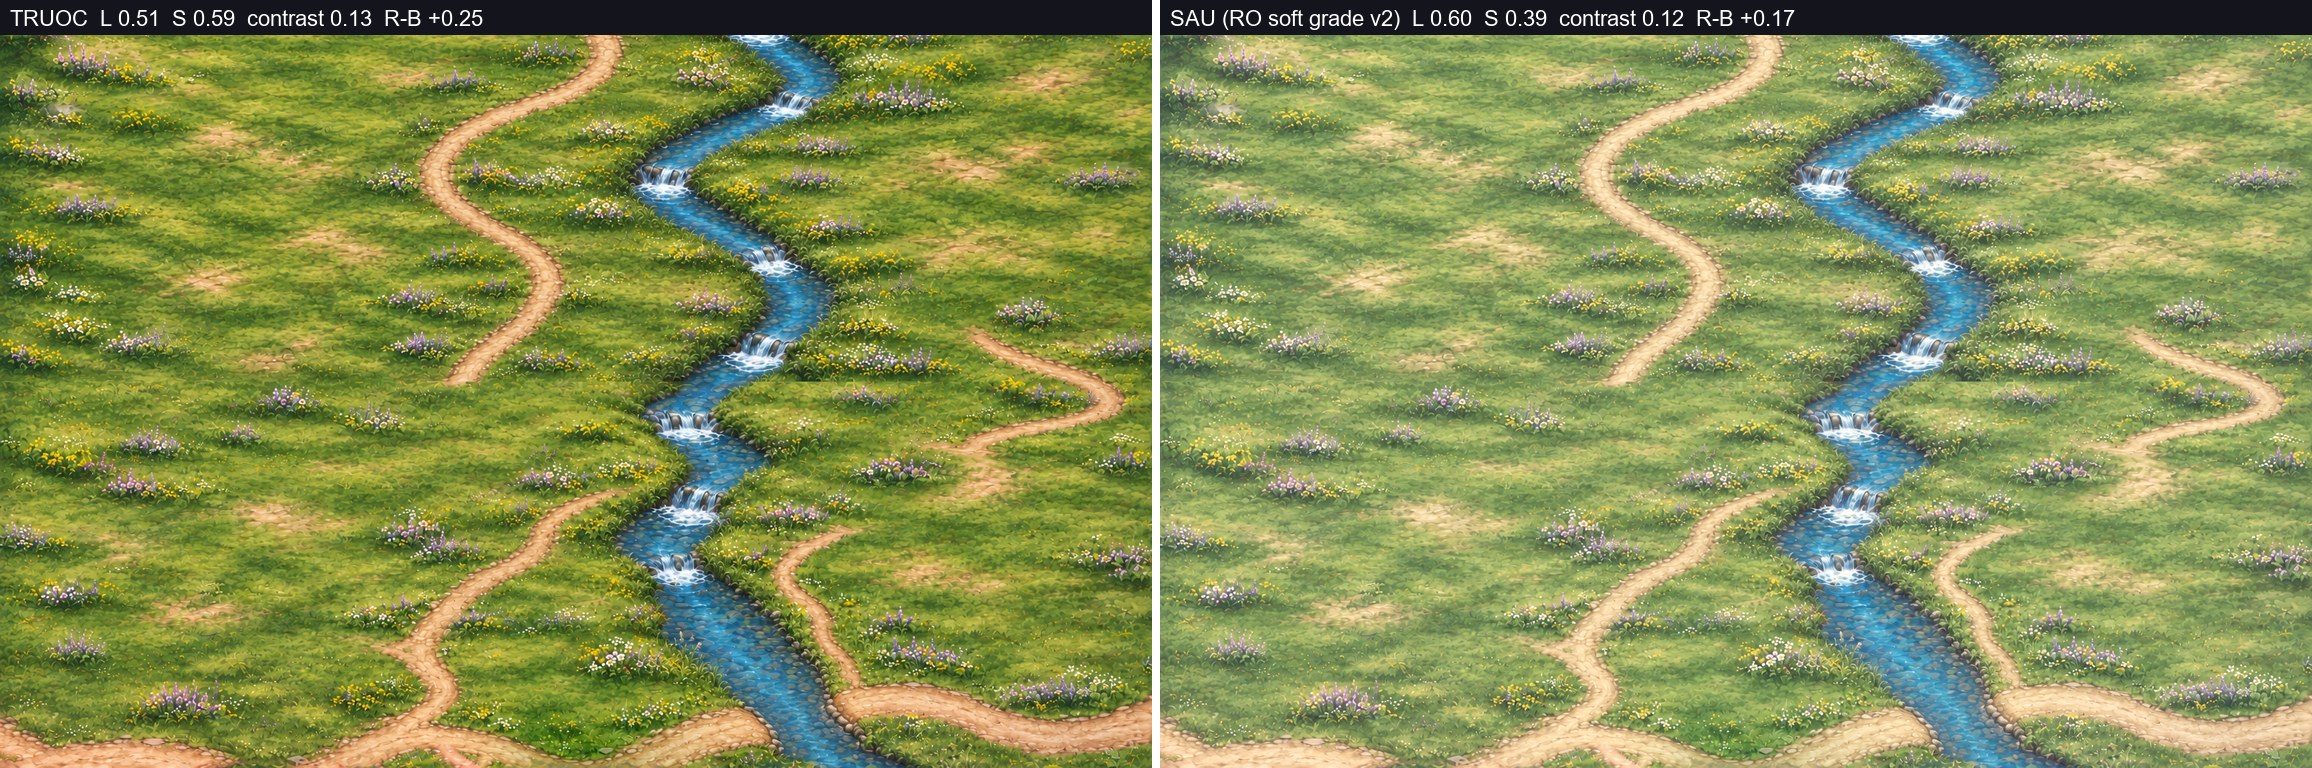 TRUOC L 0.51 S 0.59 contrast 0.13 R-B +0.25
SAU (RO soft grade v2) L 0.60 S 0.39 contrast 0.12 R-B +0.17